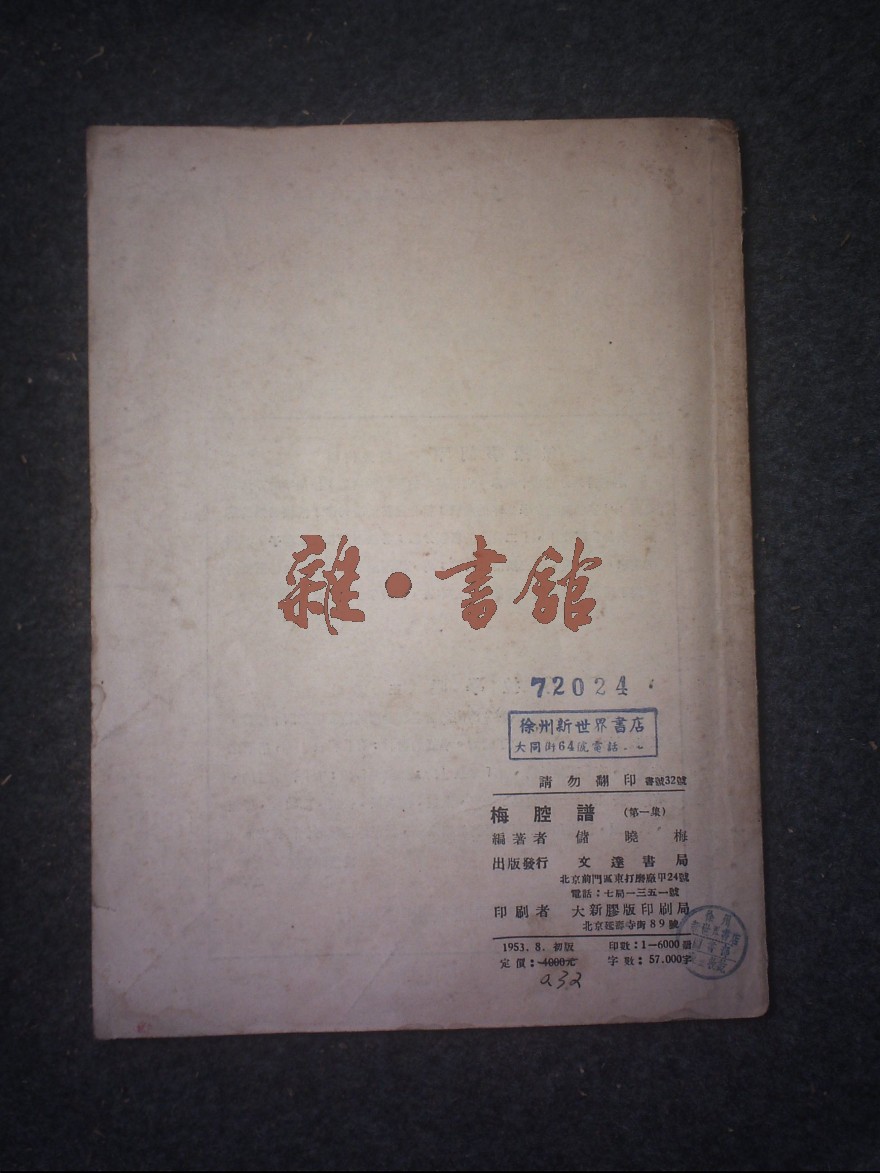 雜·書舘
72024
徐州新世界書店
大同街64號電話
請勿翻印 書號32號
梅腔譜 (第一集)
編著者 儲曉梅
出版發行 文達書局
北京前門區東打磨廠甲24號
電話:七局一三五一號
印刷者 大新膠版印刷局
北京延壽寺街89號
1953.8.初版 印數:1—6000冊
定價:4000元 字數:57.000字
0.32